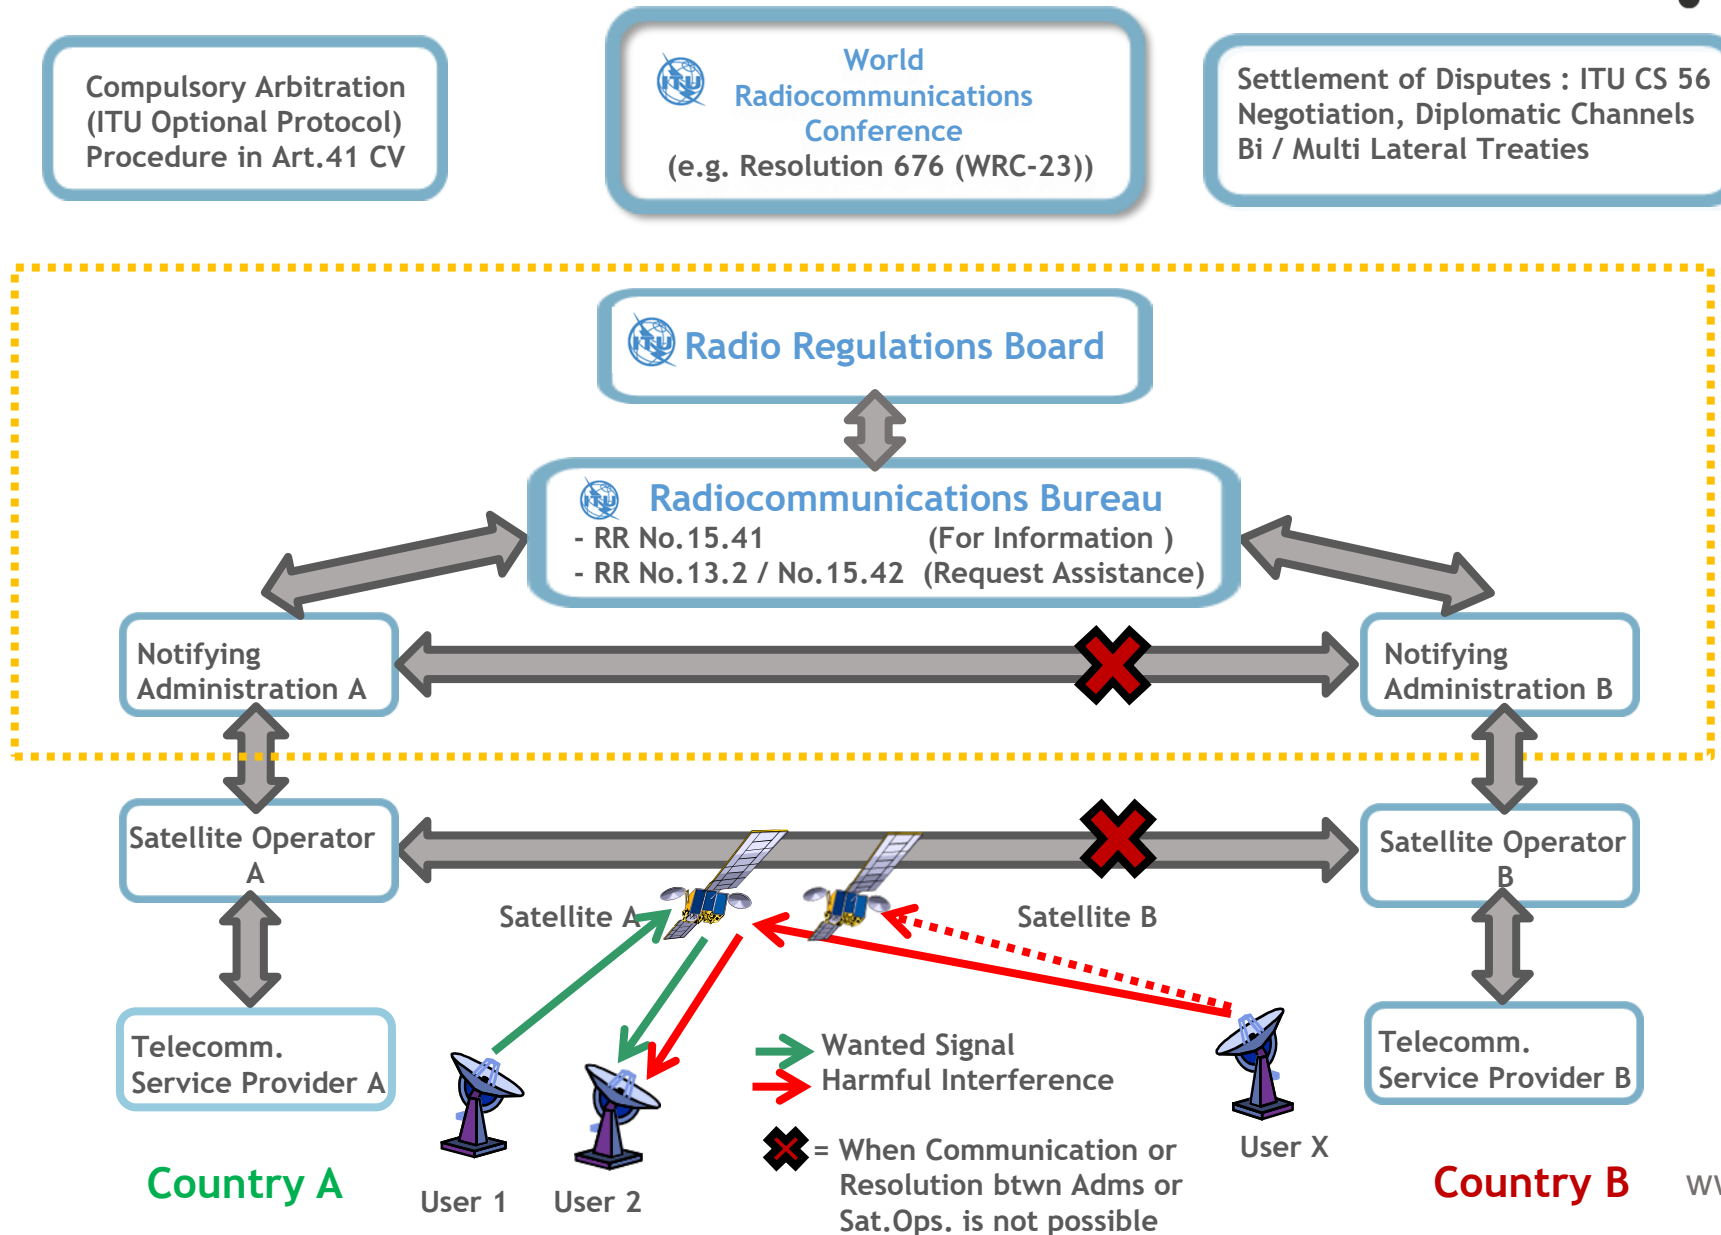 Compulsory Arbitration
(ITU Optional Protocol)
Procedure in Art.41 CV
World
Radiocommunications
Conference
(e.g. Resolution 676 (WRC-23))
Settlement of Disputes : ITU CS 56
Negotiation, Diplomatic Channels
Bi / Multi Lateral Treaties
ITU
Radio Regulations Board
ITU
Radiocommunications Bureau
- RR No.15.41 (For Information )
- RR No.13.2 / No.15.42 (Request Assistance)
Notifying
Administration A
Notifying
Administration B
Satellite Operator
A
Satellite Operator
B
Satellite A
Satellite B
Telecomm.
Service Provider A
Telecomm.
Service Provider B
Wanted Signal
Harmful Interference
= When Communication or
Resolution btwn Adms or
Sat.Ops. is not possible
User 1
User 2
User X
Country A
Country B